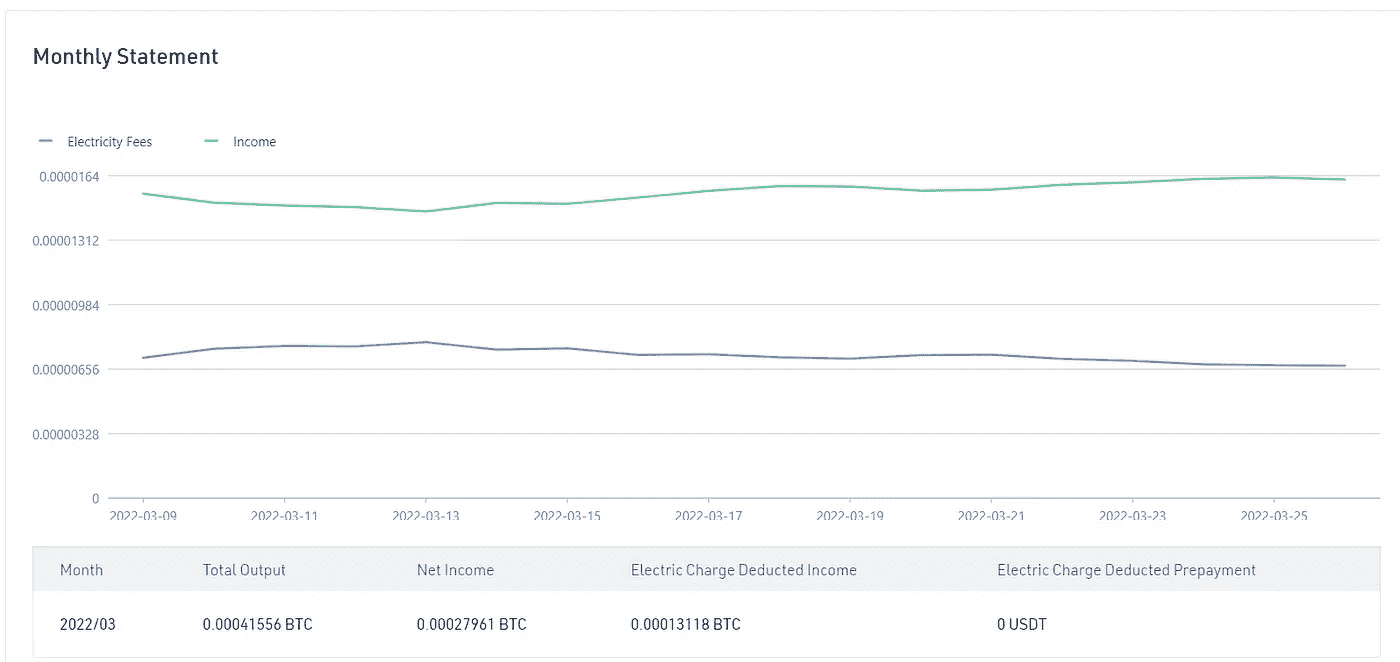 Monthly Statement
Electricity Fees Income
0.0000164
0.00001312
0.00000984
0.00000656
0.00000328
0
2022-03-09 2022-03-11 2022-03-13 2022-03-15 2022-03-17 2022-03-19 2022-03-21 2022-03-23 2022-03-25
Month Total Output Net Income Electric Charge Deducted Income Electric Charge Deducted Prepayment
2022/03 0.00041556 BTC 0.00027961 BTC 0.00013118 BTC 0 USDT